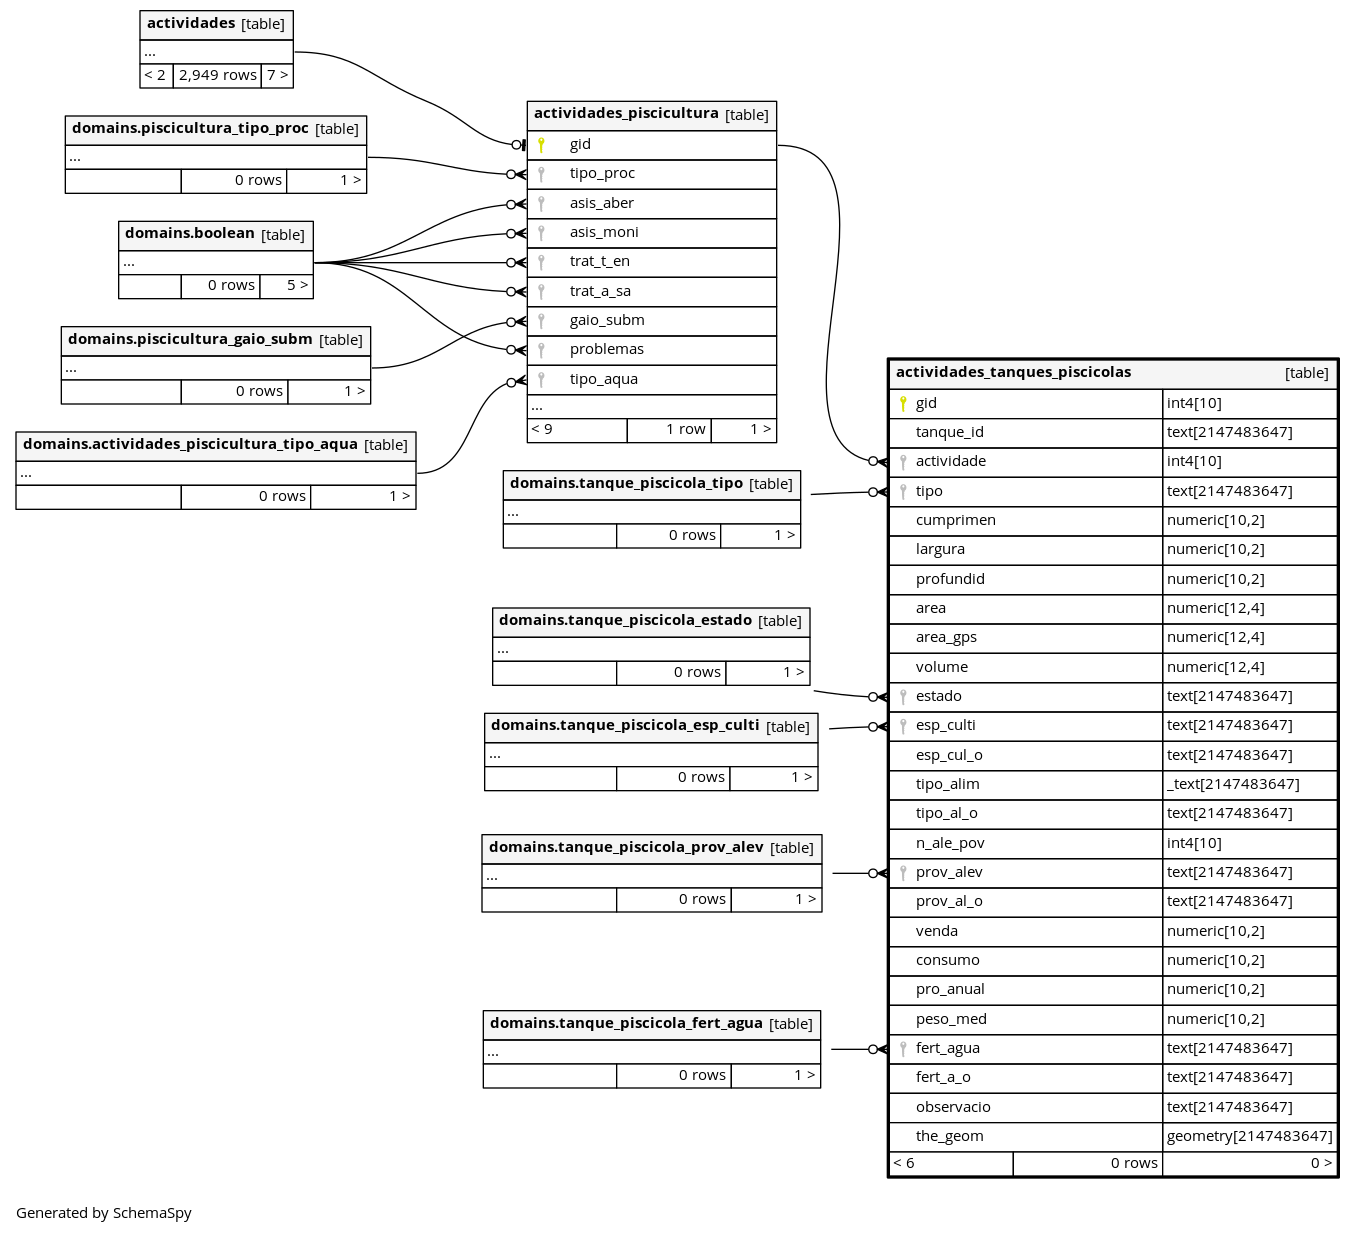 actividades [table]
...
< 2 2,949 rows 7 >
domains.piscicultura_tipo_proc [table]
...
0 rows 1 >
domains.boolean [table]
...
0 rows 5 >
domains.piscicultura_gaio_subm [table]
...
0 rows 1 >
domains.actividades_piscicultura_tipo_aqua [table]
...
0 rows 1 >
actividades_piscicultura [table]
gid
tipo_proc
asis_aber
asis_moni
trat_t_en
trat_a_sa
gaio_subm
problemas
tipo_aqua
...
< 9 1 row 1 >
domains.tanque_piscicola_tipo [table]
...
0 rows 1 >
domains.tanque_piscicola_estado [table]
...
0 rows 1 >
domains.tanque_piscicola_esp_culti [table]
...
0 rows 1 >
domains.tanque_piscicola_prov_alev [table]
...
0 rows 1 >
domains.tanque_piscicola_fert_agua [table]
...
0 rows 1 >
actividades_tanques_piscicolas [table]
gid int4[10]
tanque_id text[2147483647]
actividade int4[10]
tipo text[2147483647]
cumprimen numeric[10,2]
largura numeric[10,2]
profundid numeric[10,2]
area numeric[12,4]
area_gps numeric[12,4]
volume numeric[12,4]
estado text[2147483647]
esp_culti text[2147483647]
esp_cul_o text[2147483647]
tipo_alim _text[2147483647]
tipo_al_o text[2147483647]
n_ale_pov int4[10]
prov_alev text[2147483647]
prov_al_o text[2147483647]
venda numeric[10,2]
consumo numeric[10,2]
pro_anual numeric[10,2]
peso_med numeric[10,2]
fert_agua text[2147483647]
fert_a_o text[2147483647]
observacio text[2147483647]
the_geom geometry[2147483647]
< 6 0 rows 0 >
Generated by SchemaSpy